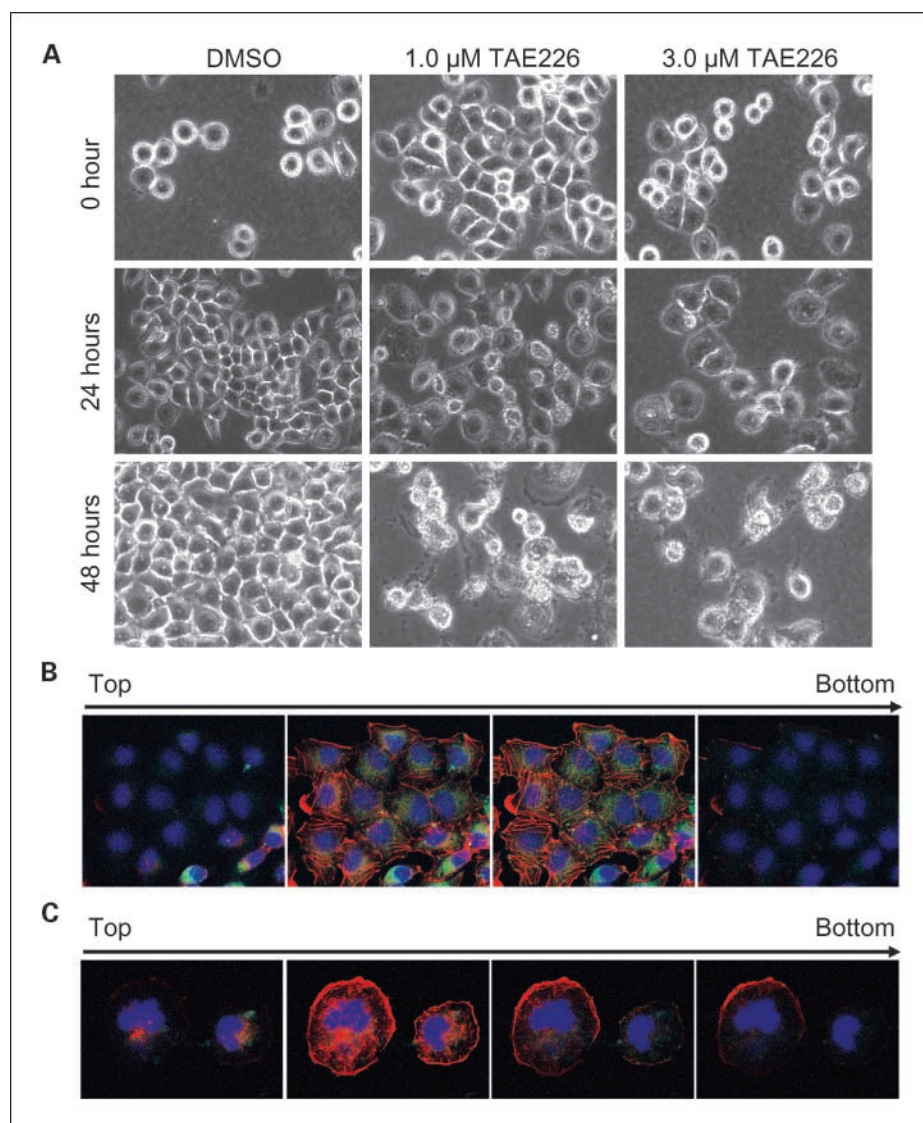 A
DMSO 1.0 μM TAE226 3.0 μM TAE226
0 hour
24 hours
48 hours
B
Top Bottom
C
Top Bottom